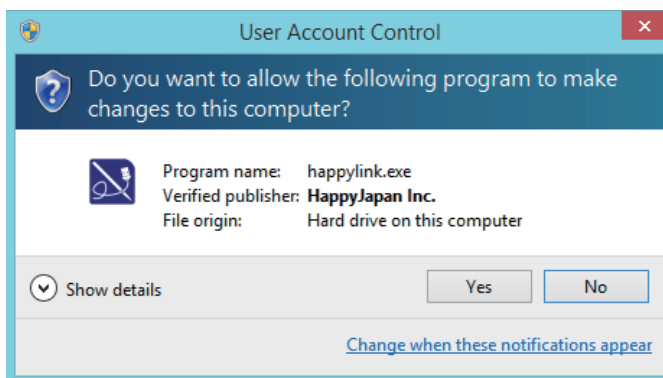 User Account Control
Do you want to allow the following program to make
changes to this computer?
Program name: happylink.exe
Verified publisher: HappyJapan Inc.
File origin: Hard drive on this computer
Show details
Yes
No
Change when these notifications appear